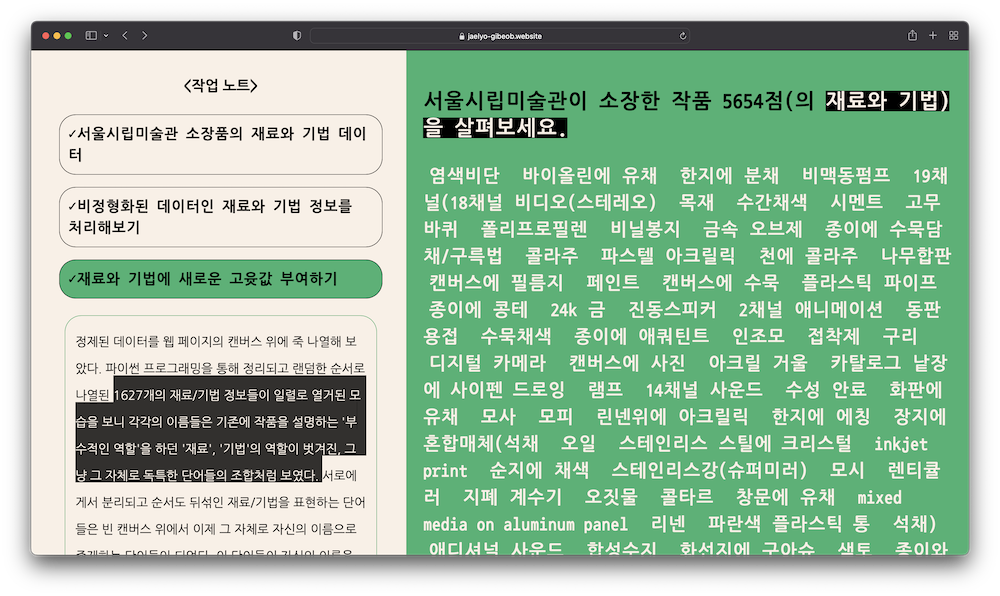 jaelyo-gibeob.website
<작업 노트>
✓서울시립미술관 소장품의 재료와 기법 데이
터
✓비정형화된 데이터인 재료와 기법 정보를
처리해보기
✓재료와 기법에 새로운 고윳값 부여하기
정제된 데이터를 웹 페이지의 캔버스 위에 죽 나열해 보
았다. 파이썬 프로그래밍을 통해 정리되고 랜덤한 순서로
나열된 1627개의 재료/기법 정보들이 일렬로 열거된 모
습을 보니 각각의 이름들은 기존에 작품을 설명하는 '부
수적인 역할'을 하던 '재료', '기법'의 역할이 벗겨진, 그
냥 그 자체로 독특한 단어들의 조합처럼 보였다. 서로에
게서 분리되고 순서도 뒤섞인 재료/기법을 표현하는 단어
들은 빈 캔버스 위에서 이제 그 자체로 자신의 이름으로
서울시립미술관이 소장한 작품 5654점(의 재료와 기법)
을 살펴보세요.
염색비단 바이올린에 유채 한지에 분채 비맥동펌프 19채
널(18채널 비디오(스테레오) 목재 수간채색 시멘트 고무
바퀴 폴리프로필렌 비닐봉지 금속 오브제 종이에 수묵담
채/구륵법 콜라주 파스텔 아크릴릭 천에 콜라주 나무합판
캔버스에 필름지 페인트 캔버스에 수묵 플라스틱 파이프
종이에 콩테 24k 금 진동스피커 2채널 애니메이션 동판
용접 수묵채색 종이에 애쿼틴트 인조모 접착제 구리
디지털 카메라 캔버스에 사진 아크릴 거울 카탈로그 낱장
에 사이펜 드로잉 램프 14채널 사운드 수성 안료 화판에
유채 모사 모피 린넨위에 아크릴릭 한지에 에칭 장지에
혼합매체(석채 오일 스테인리스 스틸에 크리스털 inkjet
print 순지에 채색 스테인리스강(슈퍼미러) 모시 렌티큘
러 지폐 계수기 오짓물 콜타르 창문에 유채 mixed
media on aluminum panel 리넨 파란색 플라스틱 통 석채)
애디셔널 사운드 합성수지 화선지에 구아슈 색토 종이와